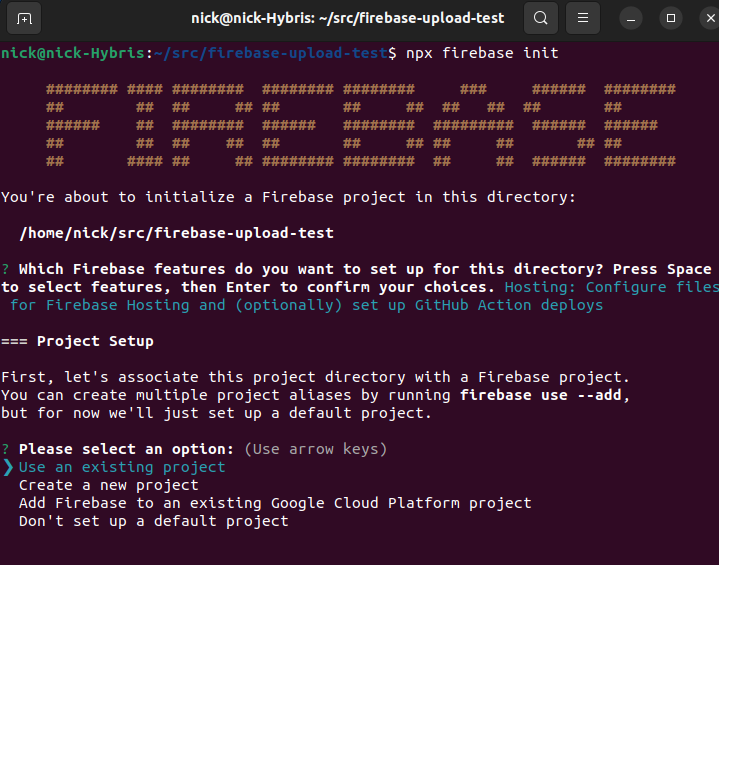 nick@nick-Hybris: ~/src/firebase-upload-test
nick@nick-Hybris:~/src/firebase-upload-test$ npx firebase init
     ######## #### ########  ######## ########     ###     ######  ########
     ##        ##  ##     ## ##       ##     ##  ##   ##  ##       ##
     ######    ##  ########  ######   ########  #########  ######  ######
     ##        ##  ##    ##  ##       ##     ## ##     ##       ## ##
     ##       #### ##     ## ######## ########  ##     ##  ######  ########
You're about to initialize a Firebase project in this directory:
  /home/nick/src/firebase-upload-test
? Which Firebase features do you want to set up for this directory? Press Space
to select features, then Enter to confirm your choices. Hosting: Configure files
 for Firebase Hosting and (optionally) set up GitHub Action deploys
=== Project Setup
First, let's associate this project directory with a Firebase project.
You can create multiple project aliases by running firebase use --add,
but for now we'll just set up a default project.
? Please select an option: (Use arrow keys)
❯ Use an existing project
  Create a new project
  Add Firebase to an existing Google Cloud Platform project
  Don't set up a default project